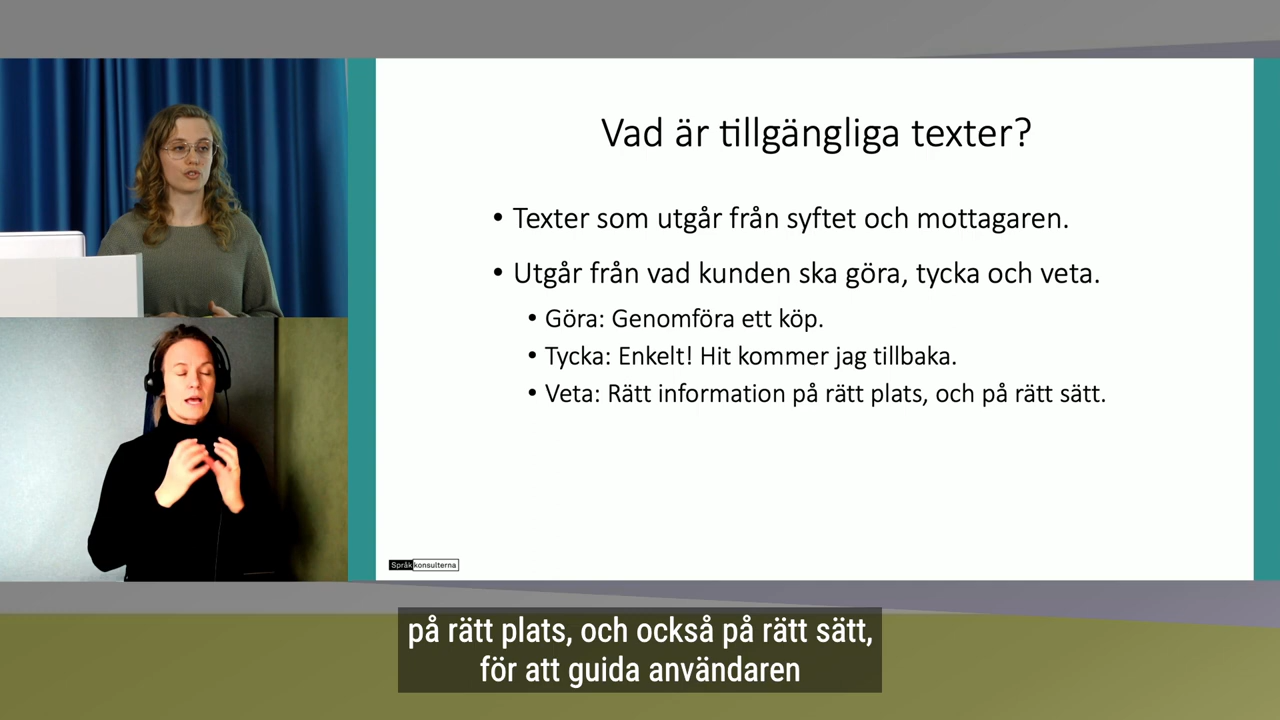 Vad är tillgängliga texter?
• Texter som utgår från syftet och mottagaren.
• Utgår från vad kunden ska göra, tycka och veta.
• Göra: Genomföra ett köp.
• Tycka: Enkelt! Hit kommer jag tillbaka.
• Veta: Rätt information på rätt plats, och på rätt sätt.
Språkkonsulterna
på rätt plats, och också på rätt sätt,
för att guida användaren